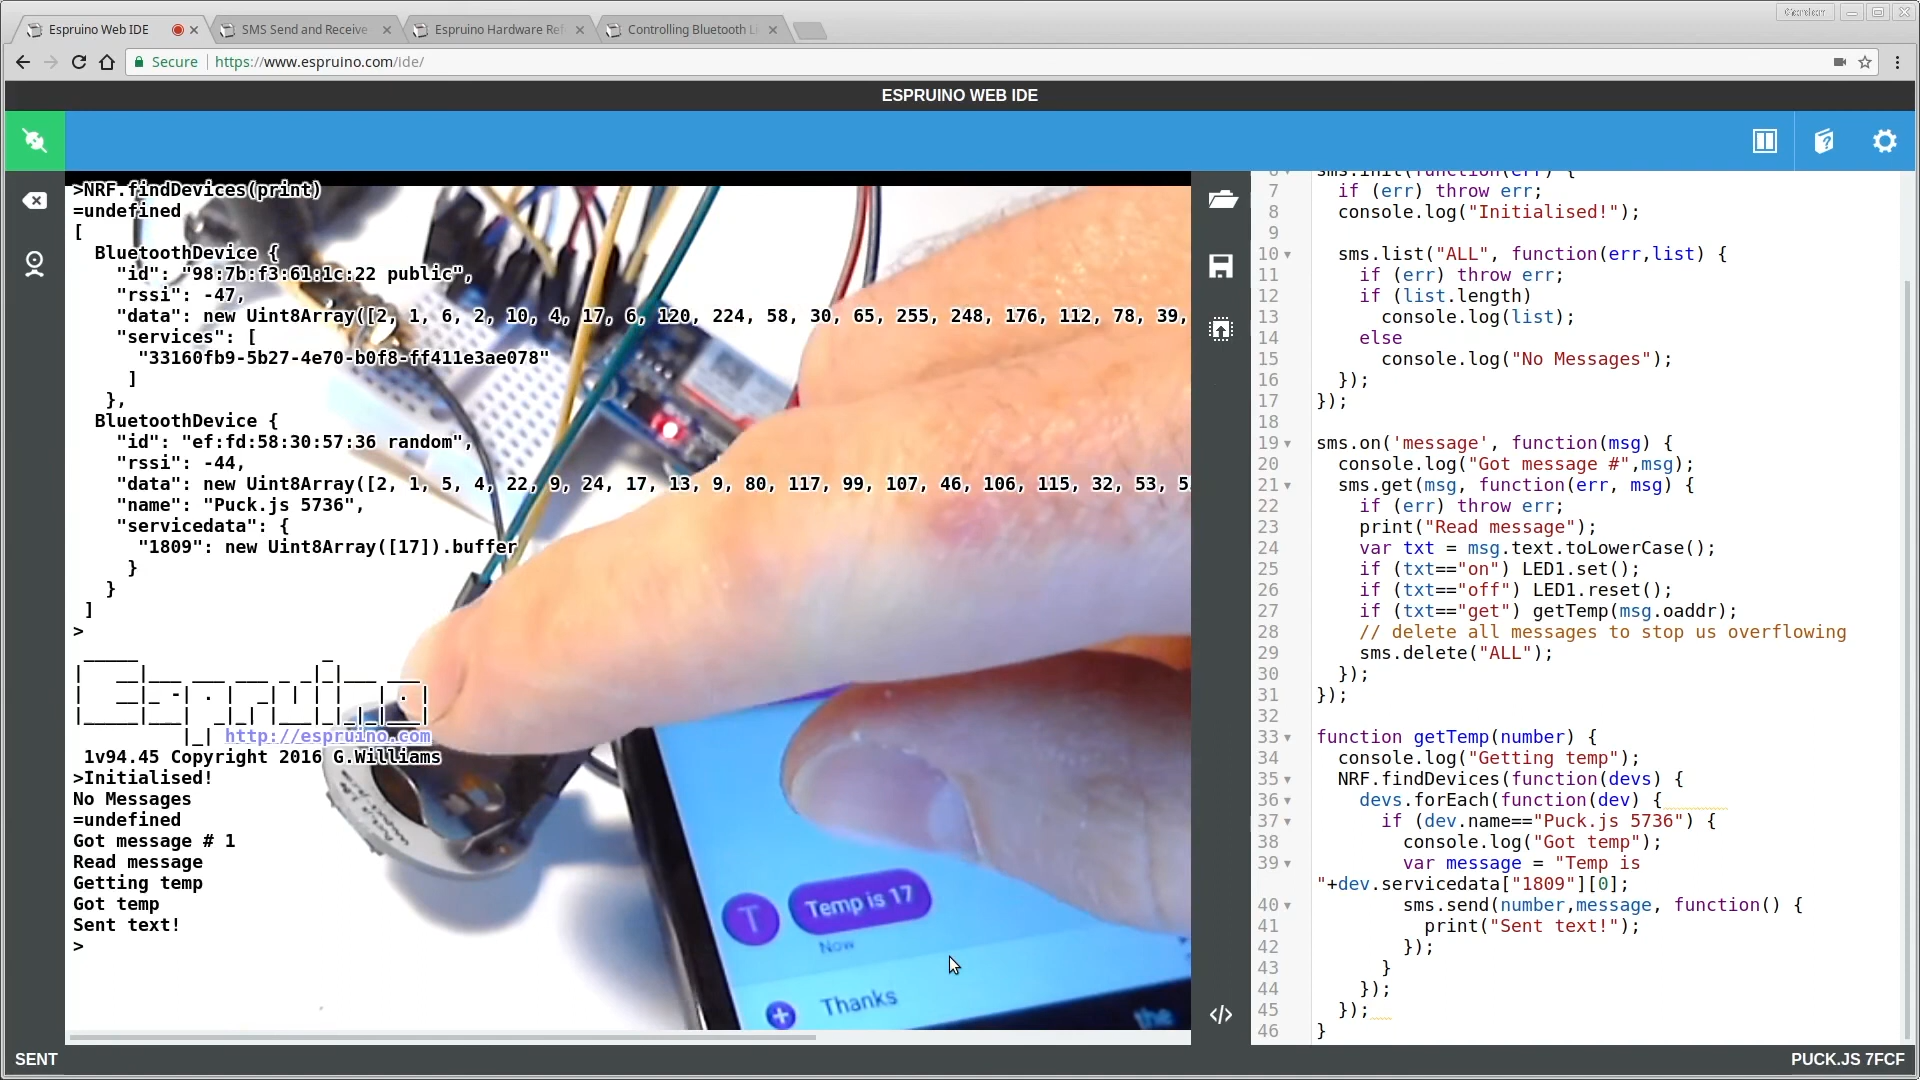 Gordon
Espruino Web IDE
SMS Send and Receive
Espruino Hardware Ref
Controlling Bluetooth Li
Secure
https://www.espruino.com/ide/
ESPRUINO WEB IDE
>NRF.findDevices(print)
=undefined
[
BluetoothDevice {
"id": "98:7b:f3:61:1c:22 public",
"rssi": -47,
"data": new Uint8Array([2, 1, 6, 2, 10, 4, 17, 6, 120, 224, 58, 30, 65, 255, 248, 176, 112, 78, 39,
"services": [
"33160fb9-5b27-4e70-b0f8-ff411e3ae078"
]
},
BluetoothDevice {
"id": "ef:fd:58:30:57:36 random",
"rssi": -44,
"data": new Uint8Array([2, 1, 5, 4, 22, 9, 24, 17, 13, 9, 80, 117, 99, 107, 46, 106, 115, 32, 53, 5
"name": "Puck.js 5736",
"servicedata": {
"1809": new Uint8Array([17]).buffer
}
}
]
>
Espruino
http://espruino.com
1v94.45 Copyright 2016 G.Williams
>Initialised!
No Messages
=undefined
Got message # 1
Read message
Getting temp
Got temp
Sent text!
>
T
Temp is 17
Now
Thanks
the
6 sms.init(function(err) {
7 if (err) throw err;
8 console.log("Initialised!");
9
10 sms.list("ALL", function(err,list) {
11 if (err) throw err;
12 if (list.length)
13 console.log(list);
14 else
15 console.log("No Messages");
16 });
17 });
18
19 sms.on('message', function(msg) {
20 console.log("Got message #",msg);
21 sms.get(msg, function(err, msg) {
22 if (err) throw err;
23 print("Read message");
24 var txt = msg.text.toLowerCase();
25 if (txt=="on") LED1.set();
26 if (txt=="off") LED1.reset();
27 if (txt=="get") getTemp(msg.oaddr);
28 // delete all messages to stop us overflowing
29 sms.delete("ALL");
30 });
31 });
32
33 function getTemp(number) {
34 console.log("Getting temp");
35 NRF.findDevices(function(devs) {
36 devs.forEach(function(dev) {
37 if (dev.name=="Puck.js 5736") {
38 console.log("Got temp");
39 var message = "Temp is
"+dev.servicedata["1809"][0];
40 sms.send(number,message, function() {
41 print("Sent text!");
42 });
43 }
44 });
45 });
46 }
SENT
PUCK.JS 7FCF